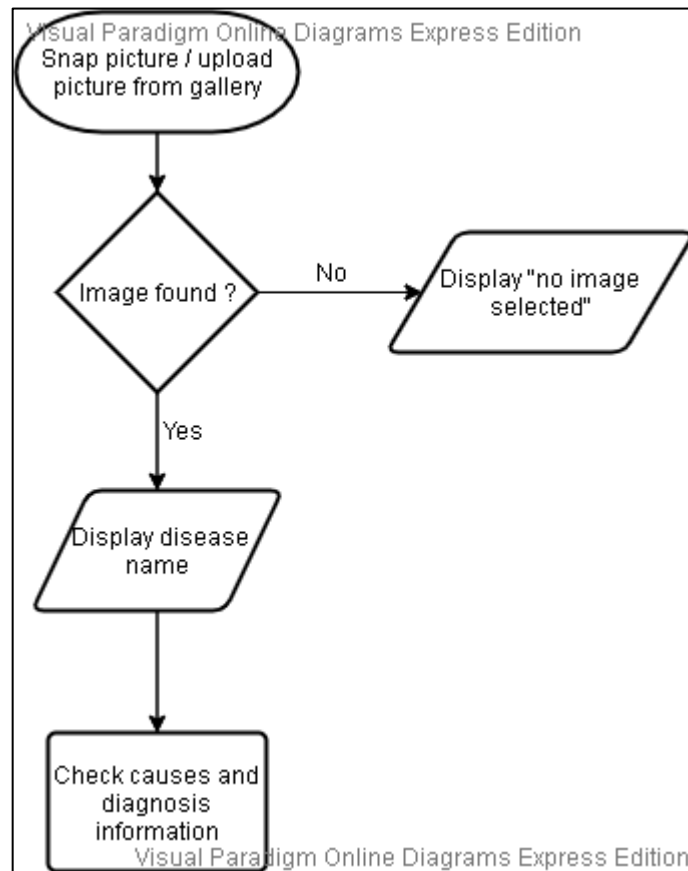 Visual Paradigm Online Diagrams Express Edition
Snap picture / upload
picture from gallery
Image found ?
No
Display "no image
selected"
Yes
Display disease
name
Check causes and
diagnosis
information
Visual Paradigm Online Diagrams Express Edition